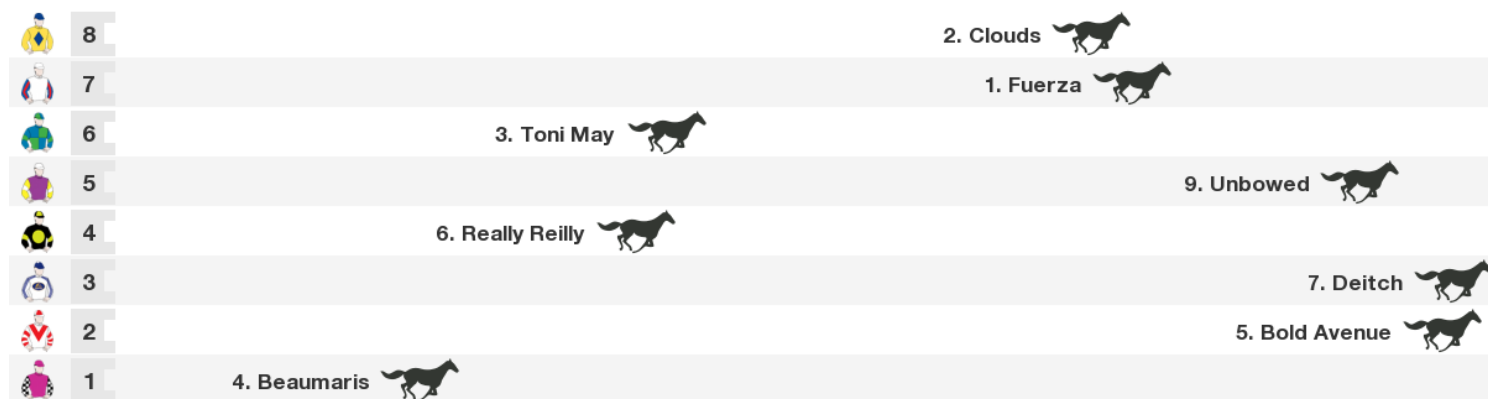 8 2. Clouds
7 1. Fuerza
6 3. Toni May
5 9. Unbowed
4 6. Really Reilly
3 7. Deitch
2 5. Bold Avenue
1 4. Beaumaris